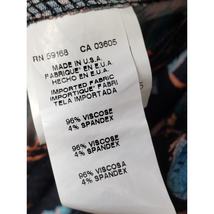 RN 59168 CA 03605
MADE IN U.S.A.
FABRIQUE' EN E.U.A.
HECHO EN E.U.A.
IMPORTED FABRIC
IMPORTIQUE' FABRIC
TELA IMPORTADA
96% VISCOSE
4% SPANDEX
96% VISCOSE
4% SPANDEX
96% VISCOSA
4% SPANDEX